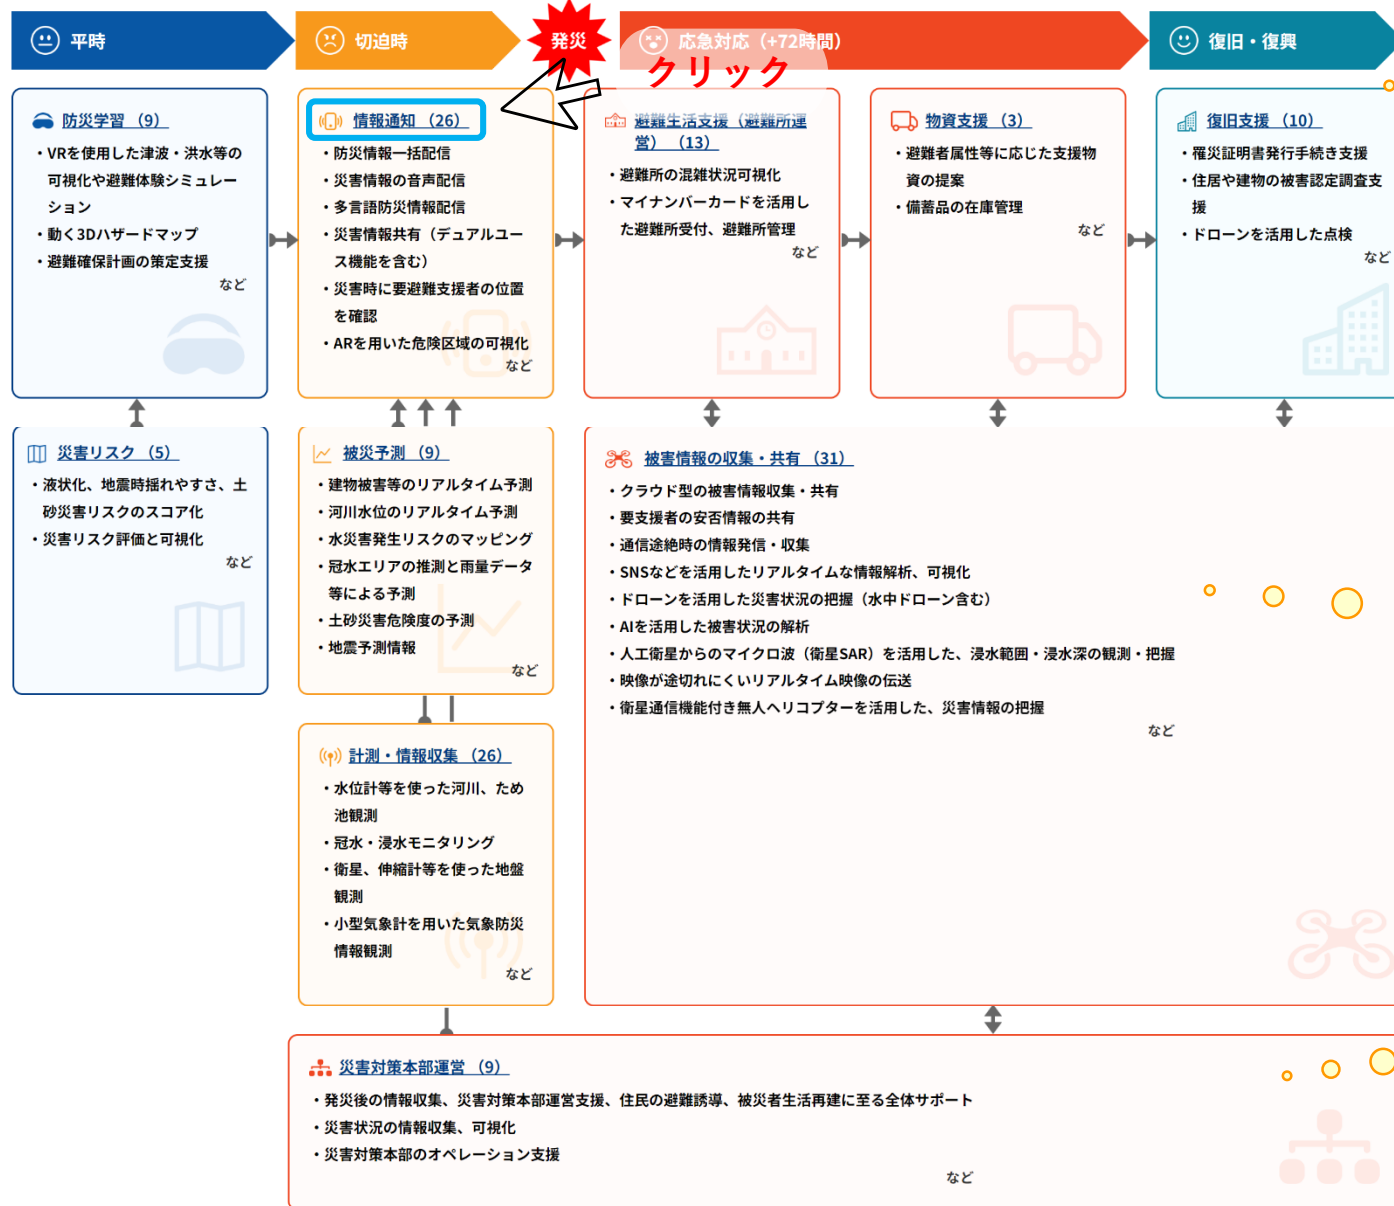 平時
切迫時
発災
応急対応（+72時間）
復旧・復興
クリック
防災学習（9）
・VRを使用した津波・洪水等の
可視化や避難体験シミュレー
ション
・動く3Dハザードマップ
・避難確保計画の策定支援
など
情報通知（26）
・防災情報一括配信
・災害情報の音声配信
・多言語防災情報配信
・災害情報共有（デュアルユー
ス機能を含む）
・災害時に要避難支援者の位置
を確認
・ARを用いた危険区域の可視化
など
避難生活支援（避難所運
営）（13）
・避難所の混雑状況可視化
・マイナンバーカードを活用し
た避難所受付、避難所管理
など
物資支援（3）
・避難者属性等に応じた支援物
資の提案
・備蓄品の在庫管理
など
復旧支援（10）
・罹災証明書発行手続き支援
・住居や建物の被害認定調査支
援
・ドローンを活用した点検
など
災害リスク（5）
・液状化、地震時揺れやすさ、土
砂災害リスクのスコア化
・災害リスク評価と可視化
など
被災予測（9）
・建物被害等のリアルタイム予測
・河川水位のリアルタイム予測
・水災害発生リスクのマッピング
・冠水エリアの推測と雨量データ
等による予測
・土砂災害危険度の予測
・地震予測情報
など
被害情報の収集・共有（31）
・クラウド型の被害情報収集・共有
・要支援者の安否情報の共有
・通信途絶時の情報発信・収集
・SNSなどを活用したリアルタイムな情報解析、可視化
・ドローンを活用した災害状況の把握（水中ドローン含む）
・AIを活用した被害状況の解析
・人工衛星からのマイクロ波（衛星SAR）を活用した、浸水範囲・浸水深の観測・把握
・映像が途切れにくいリアルタイム映像の伝送
・衛星通信機能付き無人ヘリコプターを活用した、災害情報の把握
など
計測・情報収集（26）
・水位計等を使った河川、ため
池観測
・冠水・浸水モニタリング
・衛星、伸縮計等を使った地盤
観測
・小型気象計を用いた気象防災
情報観測
など
災害対策本部運営（9）
・発災後の情報収集、災害対策本部運営支援、住民の避難誘導、被災者生活再建に至る全体サポート
・災害状況の情報収集、可視化
・災害対策本部のオペレーション支援
など